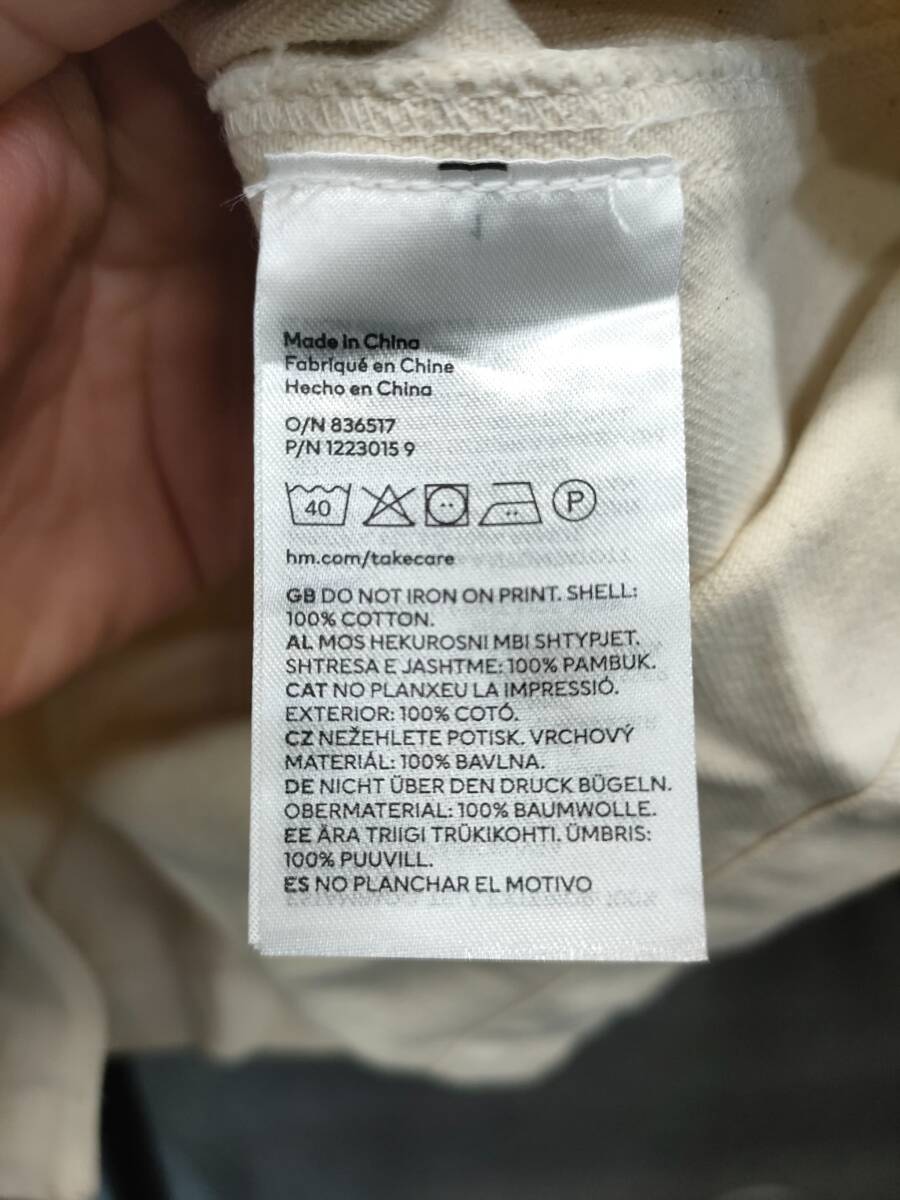 Made in China
Fabriqué en Chine
Hecho en China
O/N 836517
P/N 1223015 9
40 P
hm.com/takecare
GB DO NOT IRON ON PRINT. SHELL:
100% COTTON.
AL MOS HEKUROSNI MBI SHTYPJET.
SHTRESA E JASHTME: 100% PAMBUK.
CAT NO PLANXEU LA IMPRESSIÓ.
EXTERIOR: 100% COTÓ.
CZ NEŽEHLETE POTISK. VRCHOVÝ
MATERIÁL: 100% BAVLNA.
DE NICHT ÜBER DEN DRUCK BÜGELN.
OBERMATERIAL: 100% BAUMWOLLE.
EE ÄRA TRIIGI TRÜKIKOHTI. ÜMBRIS:
100% PUUVILL.
ES NO PLANCHAR EL MOTIVO